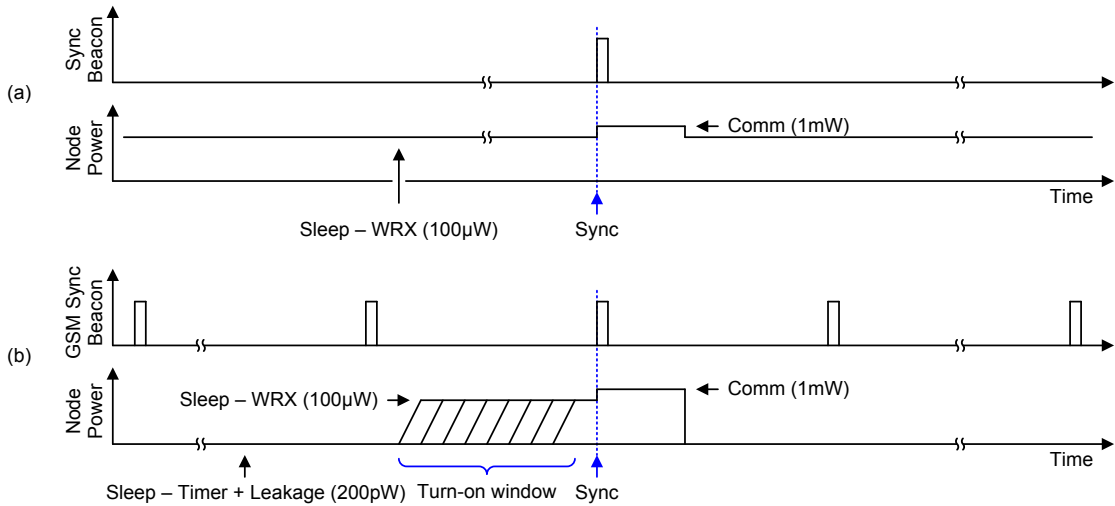 Sync
Beacon
(a)
Node
Power
Comm (1mW)
Time
Sleep – WRX (100µW)
Sync
GSM Sync
Beacon
(b)
Node
Power
Sleep – WRX (100µW)
Comm (1mW)
Time
Sleep – Timer + Leakage (200pW)
Turn-on window
Sync